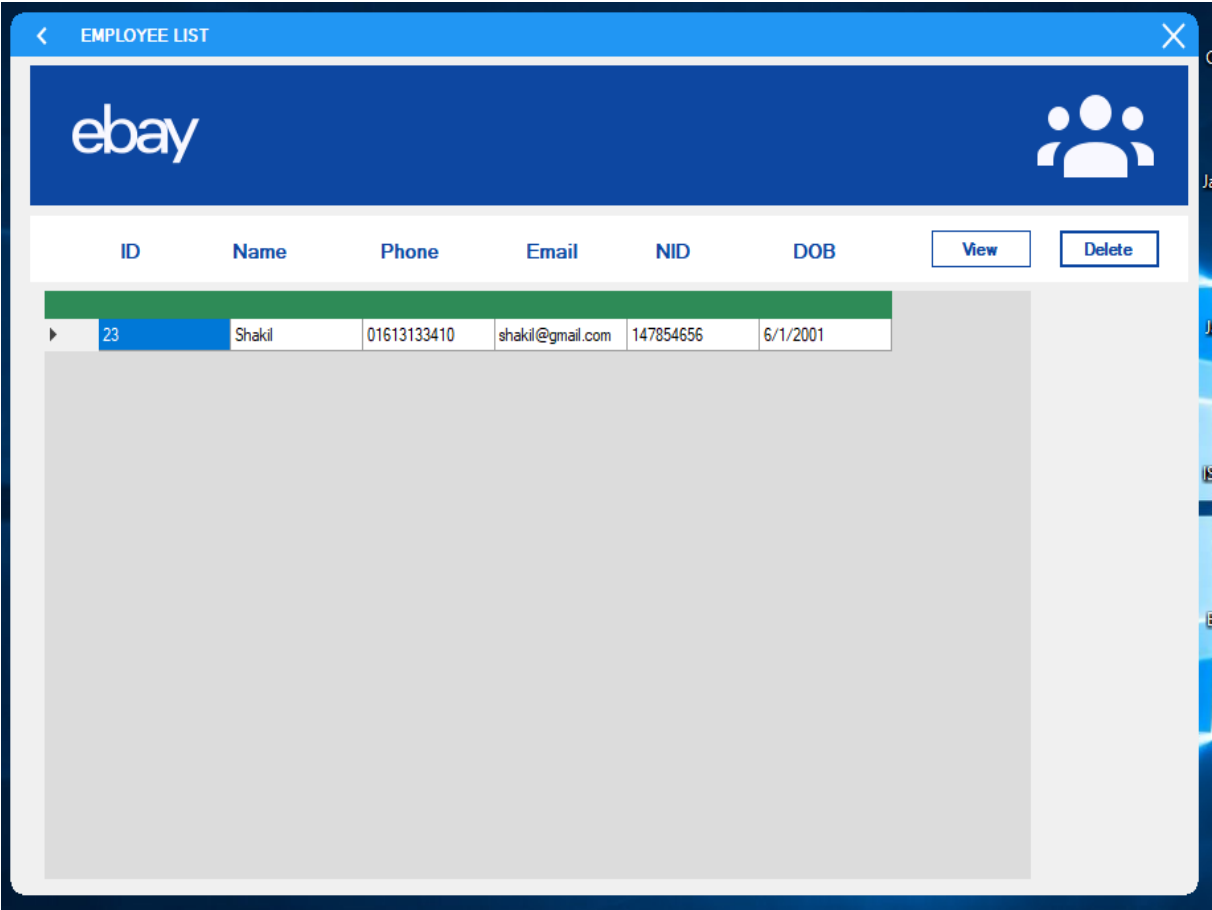 EMPLOYEE LIST
ebay
ID Name Phone Email NID DOB View Delete
23 Shakil 01613133410 shakil@gmail.com 147854656 6/1/2001